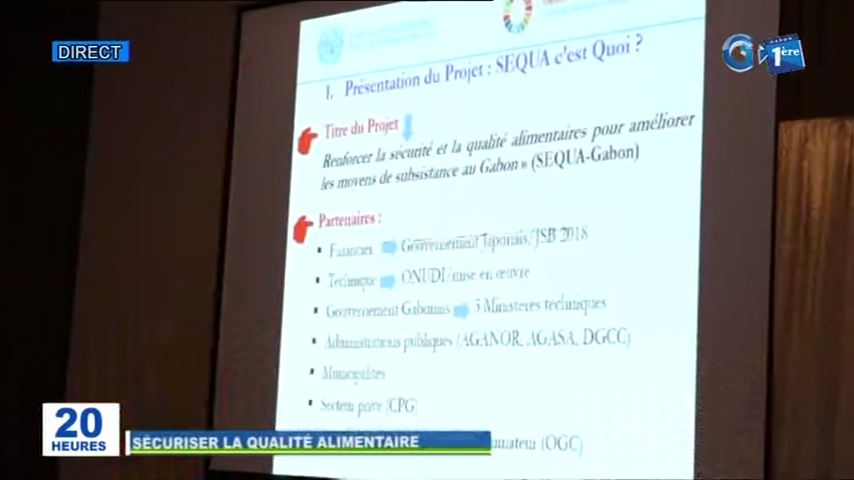 DIRECT
G 1ère
1. Présentation du Projet : SEQUA c'est Quoi ?
Titre du Projet
Renforcer la sécurité et la qualité alimentaires pour améliorer
les moyens de subsistance au Gabon » (SEQUA-Gabon)
Partenaires :
▪ Financier Gouvernement Japonais/JSB 2018
▪ Technique ONUDI/mise en œuvre
▪ Gouvernement Gabonais 3 Ministères techniques
▪ Administrations publiques (AGANOR, AGASA, DGCC)
▪ Municipalités
▪ Secteur privé (CPG)
(OGC)
20
HEURES
SÉCURISER LA QUALITÉ ALIMENTAIRE